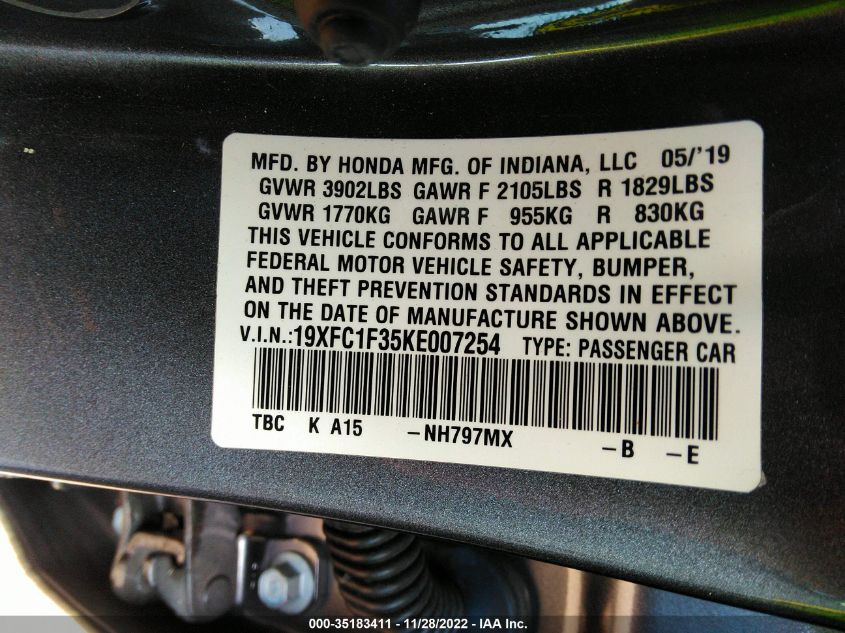 MFD. BY HONDA MFG. OF INDIANA, LLC 05/'19
GVWR 3902LBS GAWR F 2105LBS R 1829LBS
GVWR 1770KG GAWR F 955KG R 830KG
THIS VEHICLE CONFORMS TO ALL APPLICABLE
FEDERAL MOTOR VEHICLE SAFETY, BUMPER,
AND THEFT PREVENTION STANDARDS IN EFFECT
ON THE DATE OF MANUFACTURE SHOWN ABOVE.
V.I.N.:19XFC1F35KE007254 TYPE: PASSENGER CAR
TBC K A15 -NH797MX -B -E
000-35183411 - 11/28/2022 - IAA Inc.